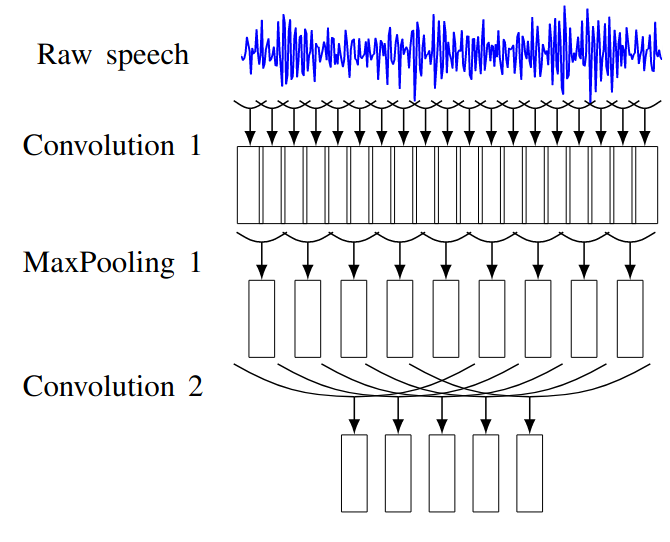 Raw speech
Convolution 1
MaxPooling 1
Convolution 2